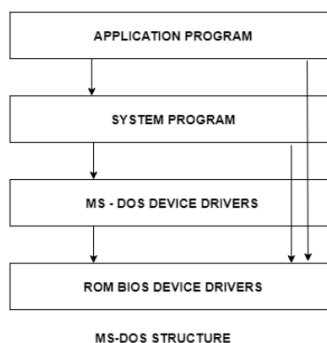 APPLICATION PROGRAM
SYSTEM PROGRAM
MS - DOS DEVICE DRIVERS
ROM BIOS DEVICE DRIVERS
MS-DOS STRUCTURE